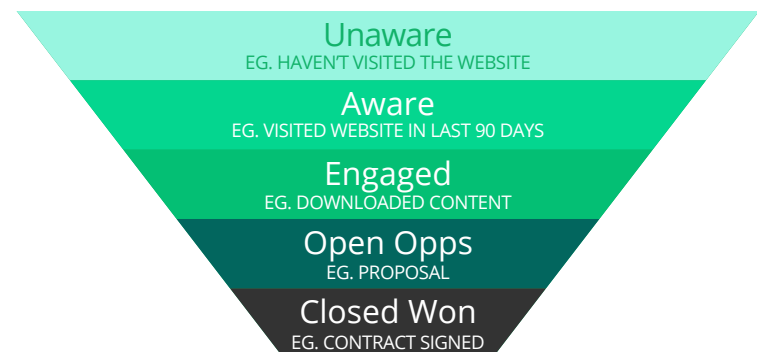 Unaware
EG. HAVEN'T VISITED THE WEBSITE
Aware
EG. VISITED WEBSITE IN LAST 90 DAYS
Engaged
EG. DOWNLOADED CONTENT
Open Opps
EG. PROPOSAL
Closed Won
EG. CONTRACT SIGNED